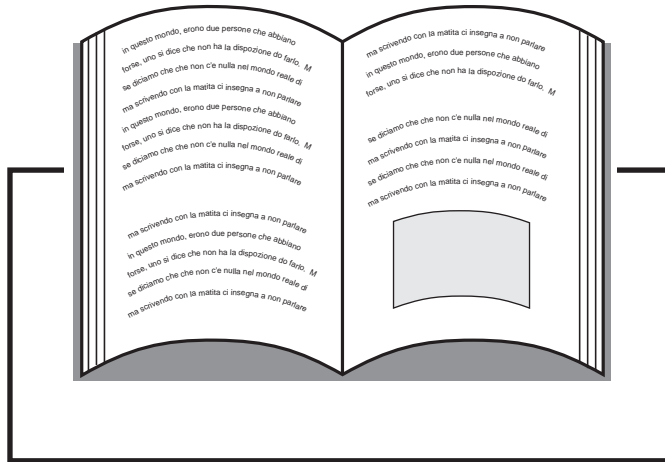 in questo mondo, erono due persone che abbiano
forse, uno si dice che non ha la dispozione do farlo. M
se diciamo che che non c'e nulla nel mondo reale di
ma scrivendo con la matita ci insegna a non parlare
in questo mondo, erono due persone che abbiano
forse, uno si dice che non ha la dispozione do farlo. M
se diciamo che che non c'e nulla nel mondo reale di
ma scrivendo con la matita ci insegna a non parlare
ma scrivendo con la matita ci insegna a non parlare
in questo mondo, erono due persone che abbiano
forse, uno si dice che non ha la dispozione do farlo. M
se diciamo che che non c'e nulla nel mondo reale di
ma scrivendo con la matita ci insegna a non parlare
ma scrivendo con la matita ci insegna a non parlare
in questo mondo, erono due persone che abbiano
forse, uno si dice che non ha la dispozione do farlo. M
se diciamo che che non c'e nulla nel mondo reale di
ma scrivendo con la matita ci insegna a non parlare
se diciamo che che non c'e nulla nel mondo reale di
ma scrivendo con la matita ci insegna a non parlare